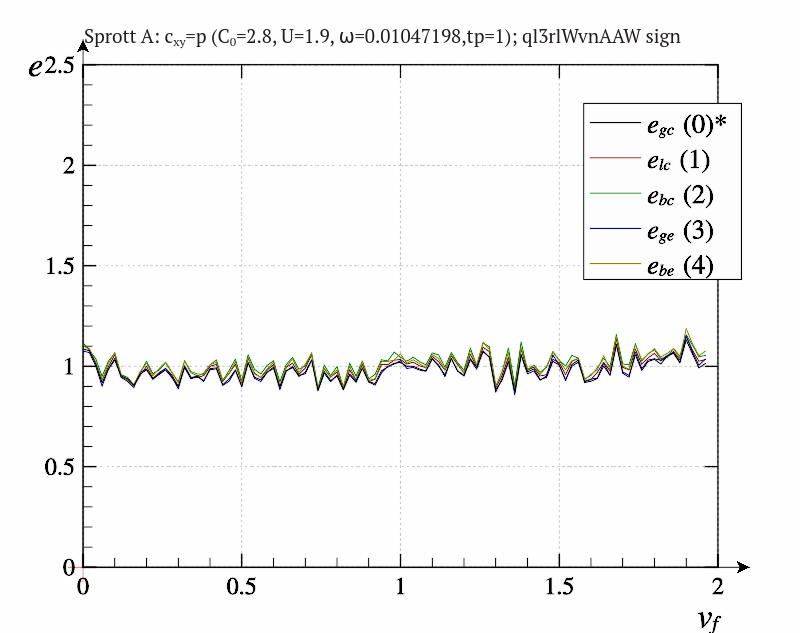 Sprott A: cxy=p (C0=2.8, U=1.9, ω=0.01047198,tp=1); ql3rlWvnAAW sign
e
2.5
2
1.5
1
0.5
0
0
0.5
1
1.5
2
vf
egc (0)*
elc (1)
ebc (2)
ege (3)
ebe (4)